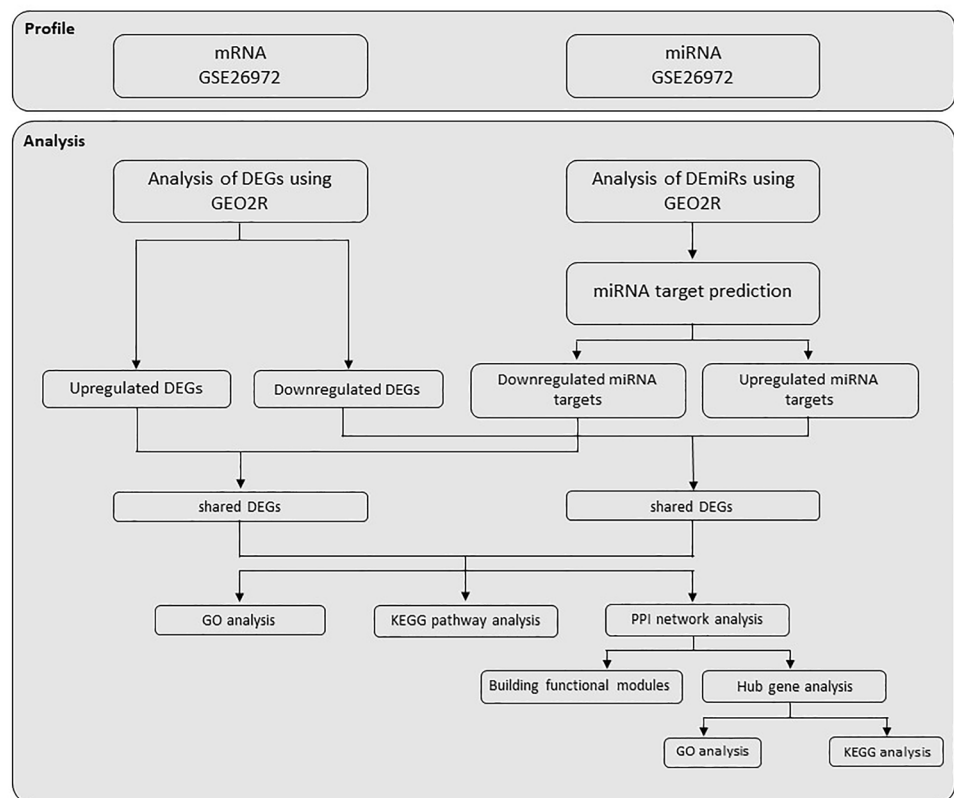 Profile
mRNA
GSE26972
miRNA
GSE26972
Analysis
Analysis of DEGs using
GEO2R
Analysis of DEmiRs using
GEO2R
miRNA target prediction
Upregulated DEGs
Downregulated DEGs
Downregulated miRNA
targets
Upregulated miRNA
targets
shared DEGs
shared DEGs
GO analysis
KEGG pathway analysis
PPI network analysis
Building functional modules
Hub gene analysis
GO analysis
KEGG analysis